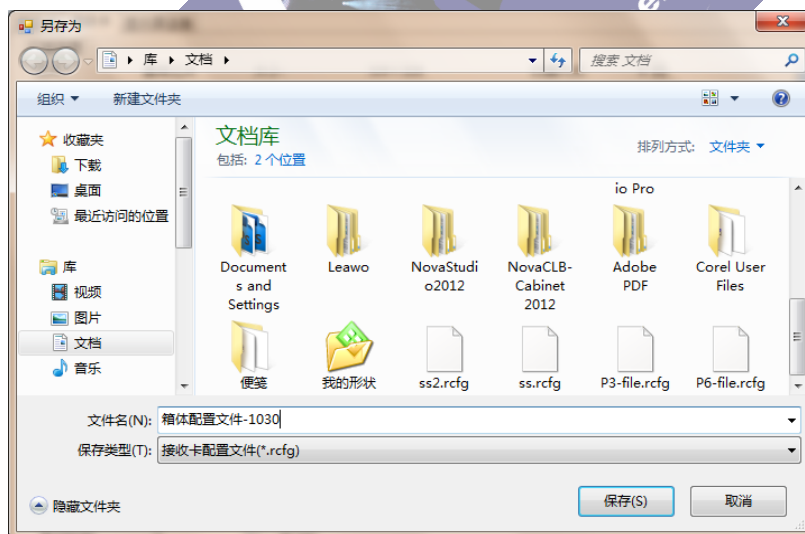 另存为
库 文档
搜索 文档
组织 新建文件夹
收藏夹
下载
桌面
最近访问的位置
库
视频
图片
文档
音乐
文档库
包括: 2 个位置
排列方式: 文件夹
io Pro
Document
s and
Settings
Leawo
NovaStudi
o2012
NovaCLB-
Cabinet
2012
Adobe
PDF
Corel User
Files
便笺
我的形状
ss2.rcfg
ss.rcfg
P3-file.rcfg
P6-file.rcfg
文件名(N): 箱体配置文件-1030
保存类型(T): 接收卡配置文件(*.rcfg)
隐藏文件夹
保存(S)
取消